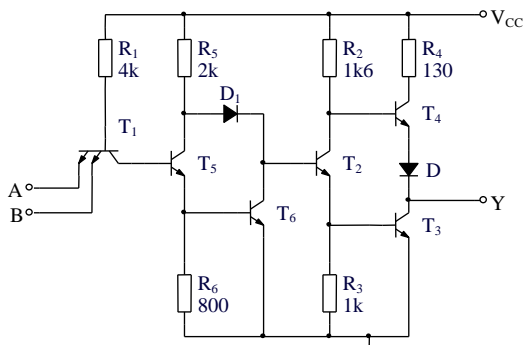 V_CC
R_1
4k
R_5
2k
R_2
1k6
R_4
130
D_1
T_1
T_4
T_5
T_2
D
A
B
Y
T_6
T_3
R_6
800
R_3
1k